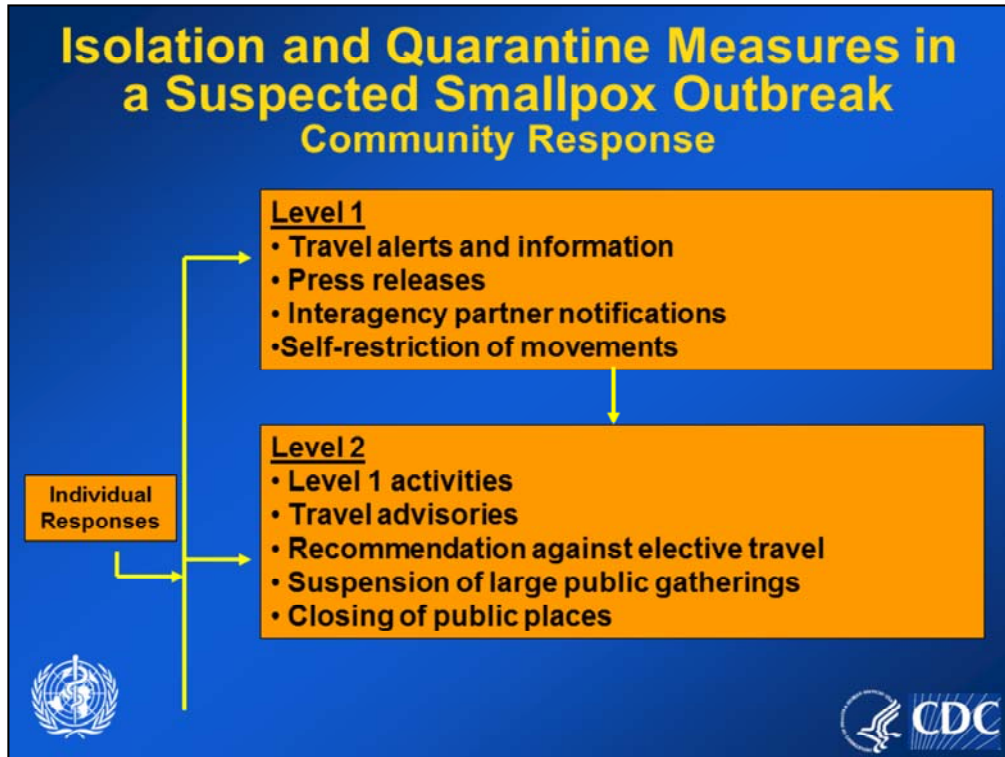 Isolation and Quarantine Measures in
a Suspected Smallpox Outbreak
Community Response
Level 1
• Travel alerts and information
• Press releases
• Interagency partner notifications
•Self-restriction of movements
Individual
Responses
Level 2
• Level 1 activities
• Travel advisories
• Recommendation against elective travel
• Suspension of large public gatherings
• Closing of public places
CDC